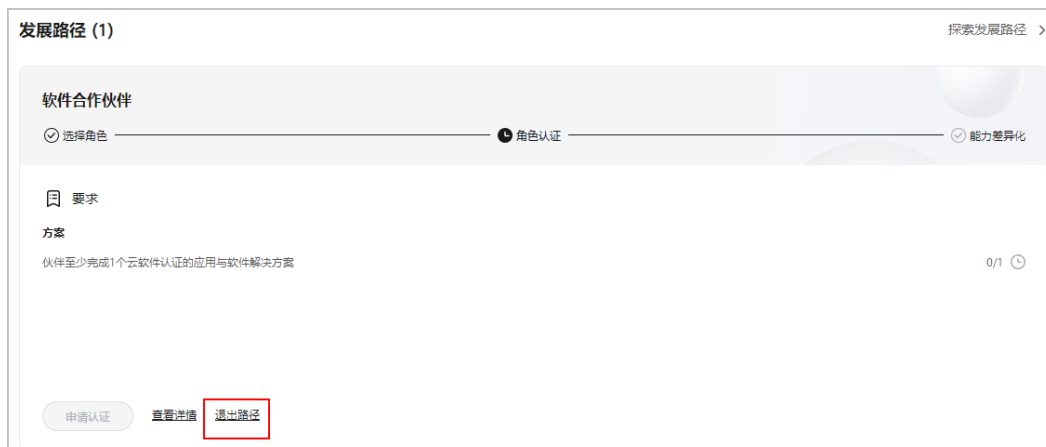 发展路径 (1)
探索发展路径
软件合作伙伴
选择角色
角色认证
能力差异化
要求
方案
伙伴至少完成1个云软件认证的应用与软件解决方案
0/1
申请认证 查看详情 退出路径